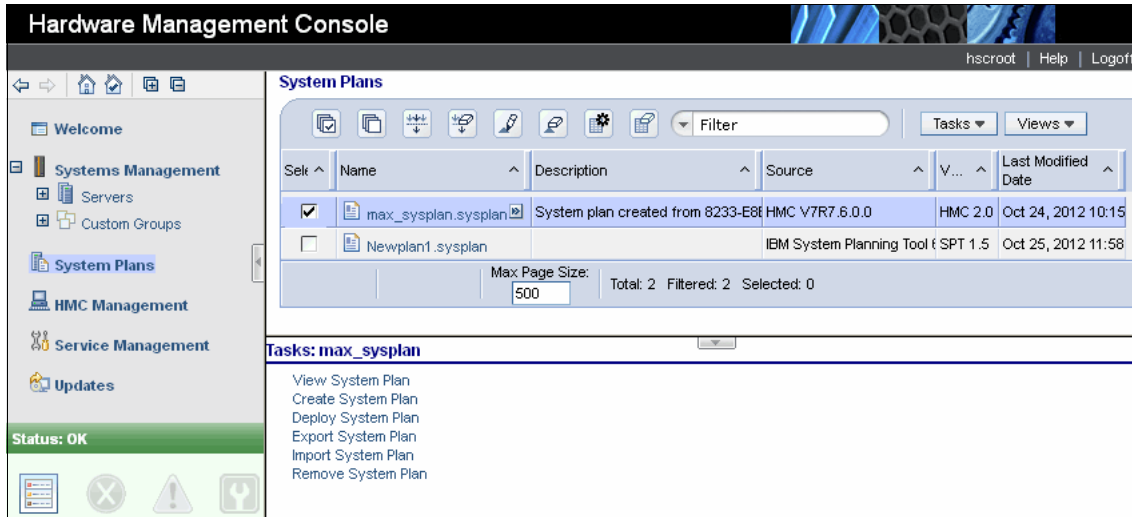 Hardware Management Console
hscroot | Help | Logoff
System Plans
Filter
Tasks Views
Welcome
Systems Management
Servers
Custom Groups
System Plans
HMC Management
Service Management
Updates
Status: OK
Sele Name Description Source V... Last Modified Date
max_sysplan.sysplan System plan created from 8233-E8B HMC V7R7.6.0.0 HMC 2.0 Oct 24, 2012 10:15
Newplan1.sysplan IBM System Planning Tool SPT 1.5 Oct 25, 2012 11:58
Max Page Size:
500
Total: 2 Filtered: 2 Selected: 0
Tasks: max_sysplan
View System Plan
Create System Plan
Deploy System Plan
Export System Plan
Import System Plan
Remove System Plan